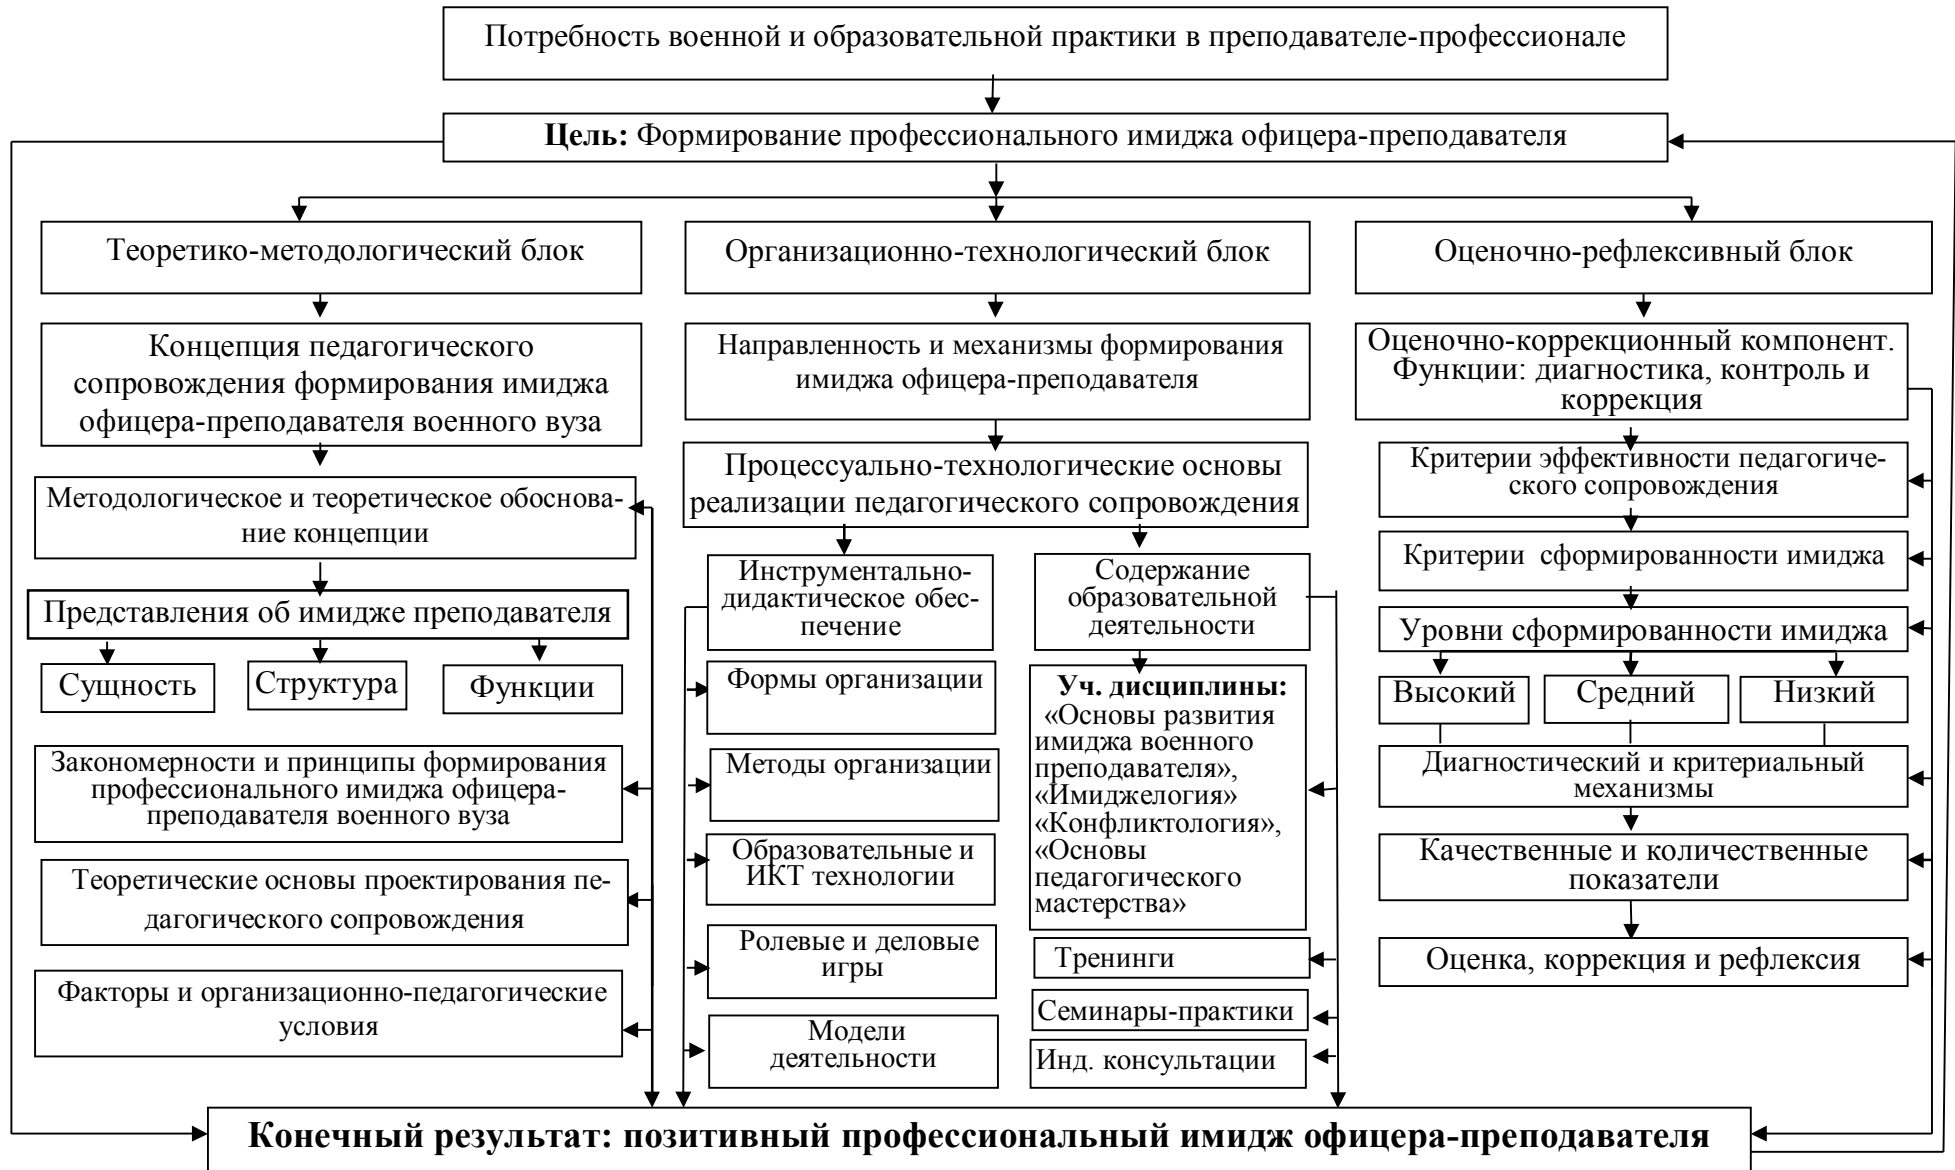 Потребность военной и образовательной практики в преподавателе-профессионале
Цель: Формирование профессионального имиджа офицера-преподавателя
Теоретико-методологический блок
Концепция педагогического
сопровождения формирования имиджа
офицера-преподавателя военного вуза
Методологическое и теоретическое обоснова-
ние концепции
Представления об имидже преподавателя
Сущность
Структура
Функции
Закономерности и принципы формирования
профессионального имиджа офицера-
преподавателя военного вуза
Теоретические основы проектирования пе-
дагогического сопровождения
Факторы и организационно-педагогические
условия
Организационно-технологический блок
Направленность и механизмы формирования
имиджа офицера-преподавателя
Процессуально-технологические основы
реализации педагогического сопровождения
Инструментально-
дидактическое обес-
печение
Формы организации
Методы организации
Образовательные и
ИКТ технологии
Ролевые и деловые
игры
Модели
деятельности
Содержание
образовательной
деятельности
Уч. дисциплины:
«Основы развития
имиджа военного
преподавателя»,
«Имиджелогия»
«Конфликтология»,
«Основы
педагогического
мастерства»
Тренинги
Семинары-практики
Инд. консультации
Оценочно-рефлексивный блок
Оценочно-коррекционный компонент.
Функции: диагностика, контроль и
коррекция
Критерии эффективности педагогиче-
ского сопровождения
Критерии сформированности имиджа
Уровни сформированности имиджа
Высокий
Средний
Низкий
Диагностический и критериальный
механизмы
Качественные и количественные
показатели
Оценка, коррекция и рефлексия
Конечный результат: позитивный профессиональный имидж офицера-преподавателя